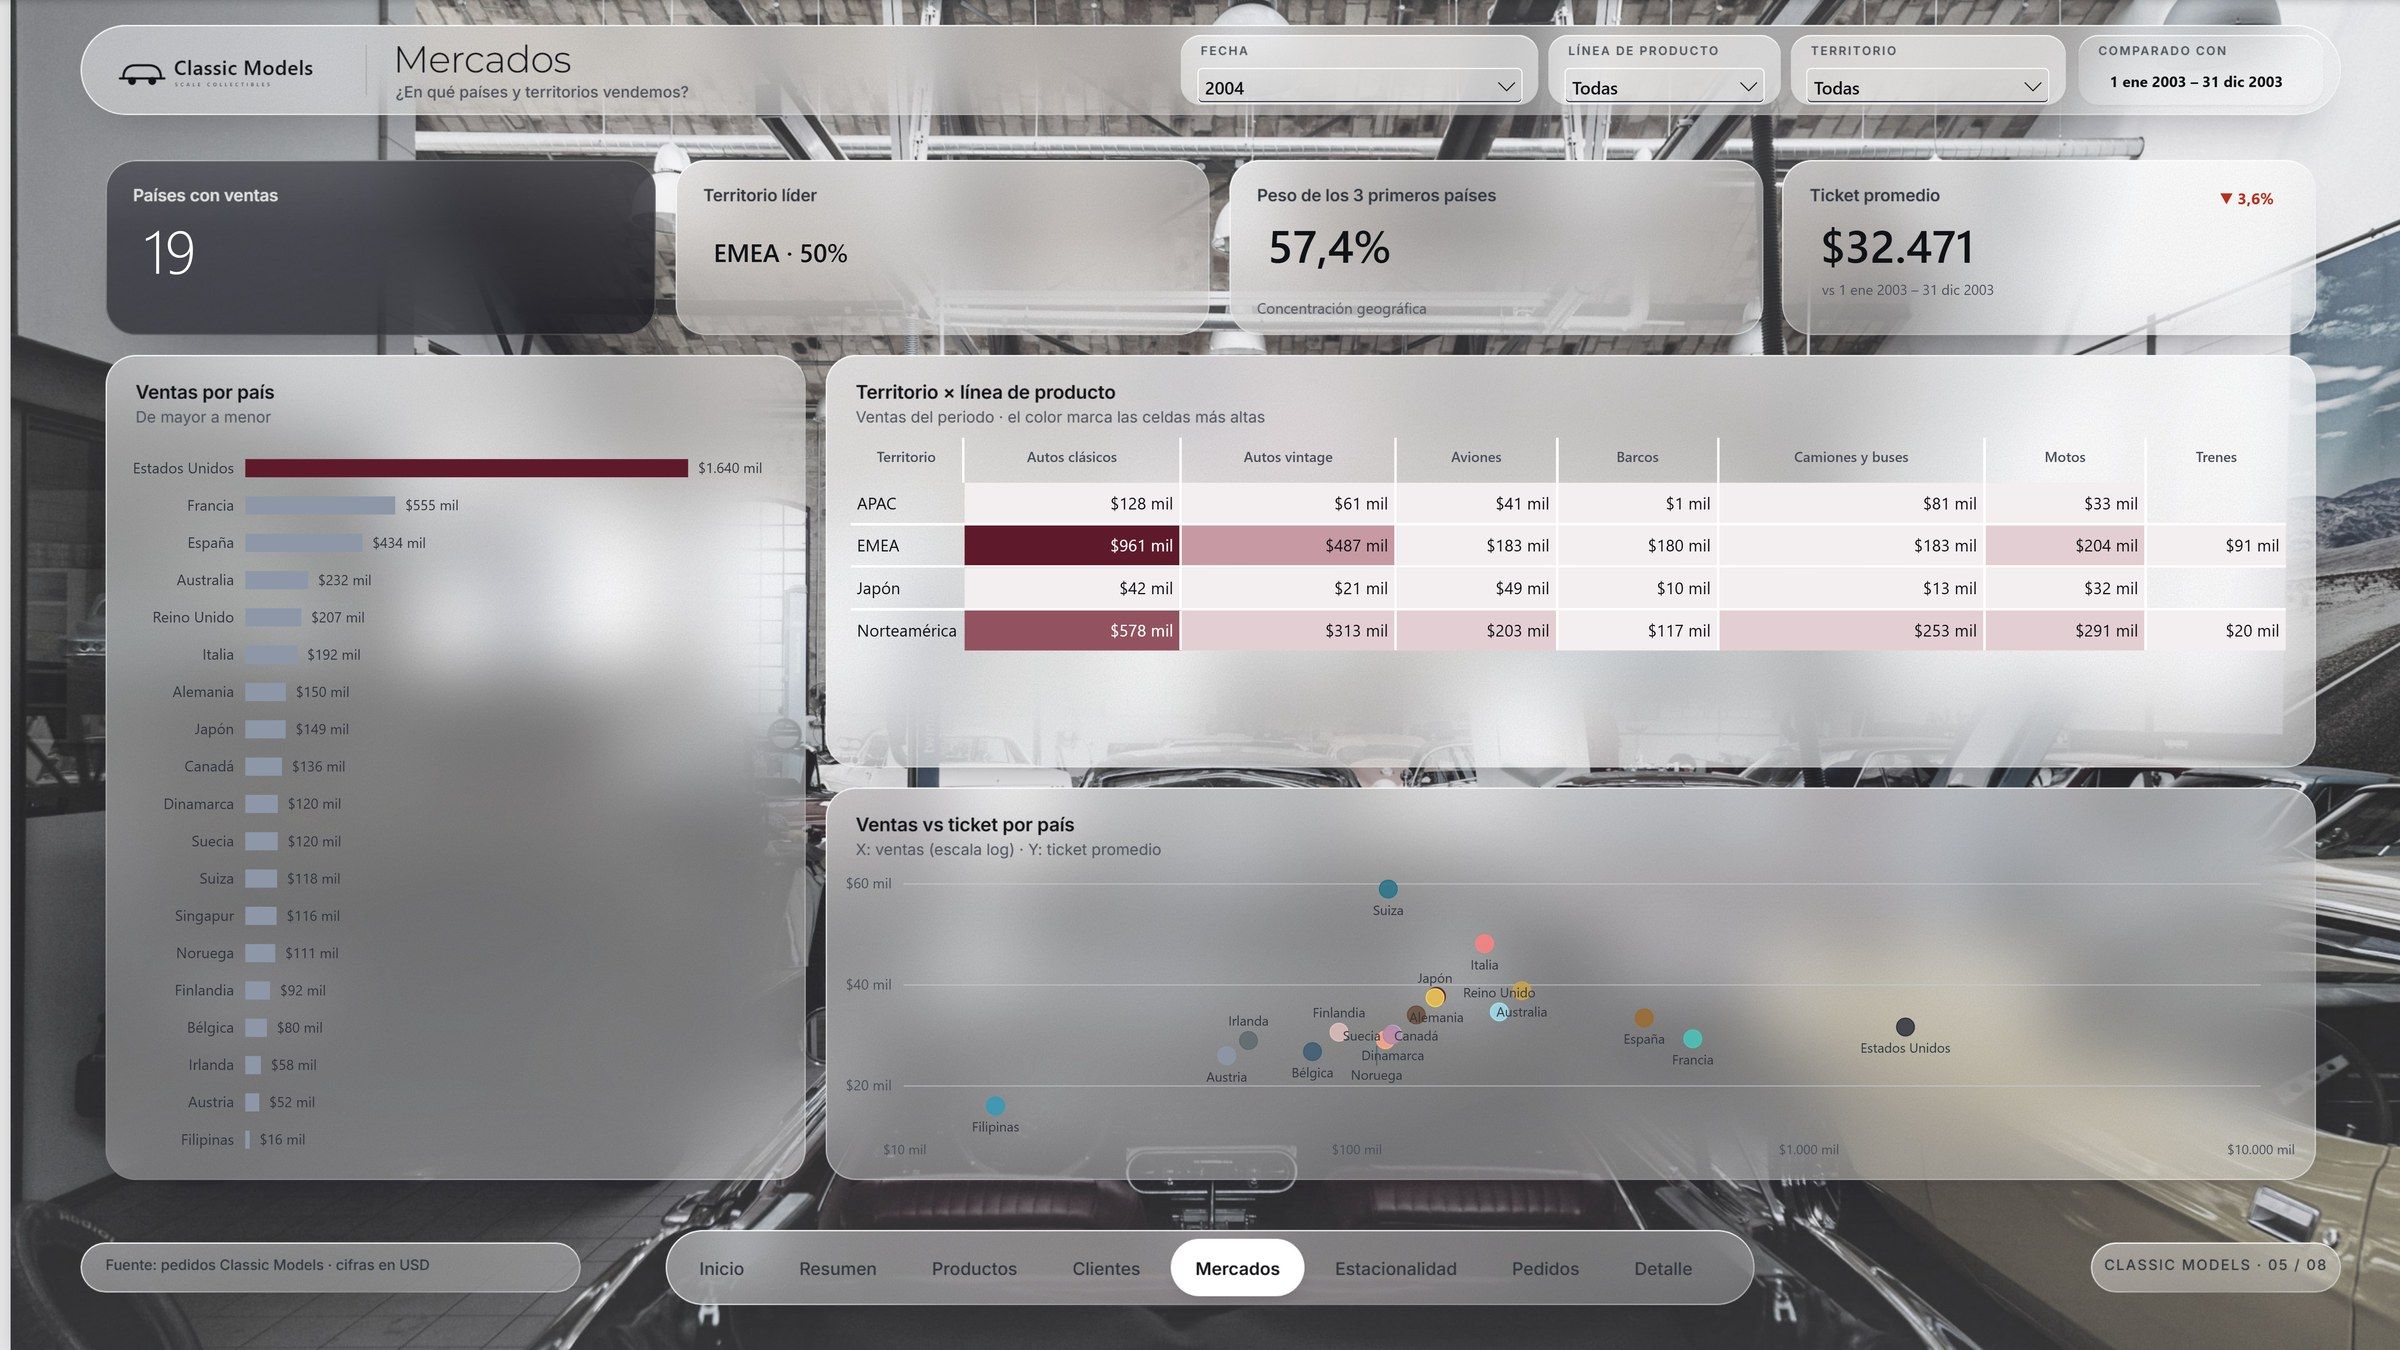 Classic Models
SCALE COLLECTIBLES
Mercados
¿En qué países y territorios vendemos?
FECHA
2004
LÍNEA DE PRODUCTO
Todas
TERRITORIO
Todas
COMPARADO CON
1 ene 2003 – 31 dic 2003
Países con ventas
19
Territorio líder
EMEA · 50%
Peso de los 3 primeros países
57,4%
Concentración geográfica
Ticket promedio
▼ 3,6%
$32.471
vs 1 ene 2003 – 31 dic 2003
Ventas por país
De mayor a menor
Estados Unidos $1.640 mil
Francia $555 mil
España $434 mil
Australia $232 mil
Reino Unido $207 mil
Italia $192 mil
Alemania $150 mil
Japón $149 mil
Canadá $136 mil
Dinamarca $120 mil
Suecia $120 mil
Suiza $118 mil
Singapur $116 mil
Noruega $111 mil
Finlandia $92 mil
Bélgica $80 mil
Irlanda $58 mil
Austria $52 mil
Filipinas $16 mil
Territorio × línea de producto
Ventas del periodo · el color marca las celdas más altas
Territorio Autos clásicos Autos vintage Aviones Barcos Camiones y buses Motos Trenes
APAC $128 mil $61 mil $41 mil $1 mil $81 mil $33 mil
EMEA $961 mil $487 mil $183 mil $180 mil $183 mil $204 mil $91 mil
Japón $42 mil $21 mil $49 mil $10 mil $13 mil $32 mil
Norteamérica $578 mil $313 mil $203 mil $117 mil $253 mil $291 mil $20 mil
Ventas vs ticket por país
X: ventas (escala log) · Y: ticket promedio
$60 mil
Suiza
Italia
Japón
$40 mil
Reino Unido
Finlandia
Australia
Alemania
Irlanda
Suecia
Canadá
España
Estados Unidos
Dinamarca
Francia
Bélgica
Noruega
Austria
$20 mil
Filipinas
$10 mil
$100 mil
$1.000 mil
$10.000 mil
Fuente: pedidos Classic Models · cifras en USD
Inicio
Resumen
Productos
Clientes
Mercados
Estacionalidad
Pedidos
Detalle
CLASSIC MODELS · 05 / 08